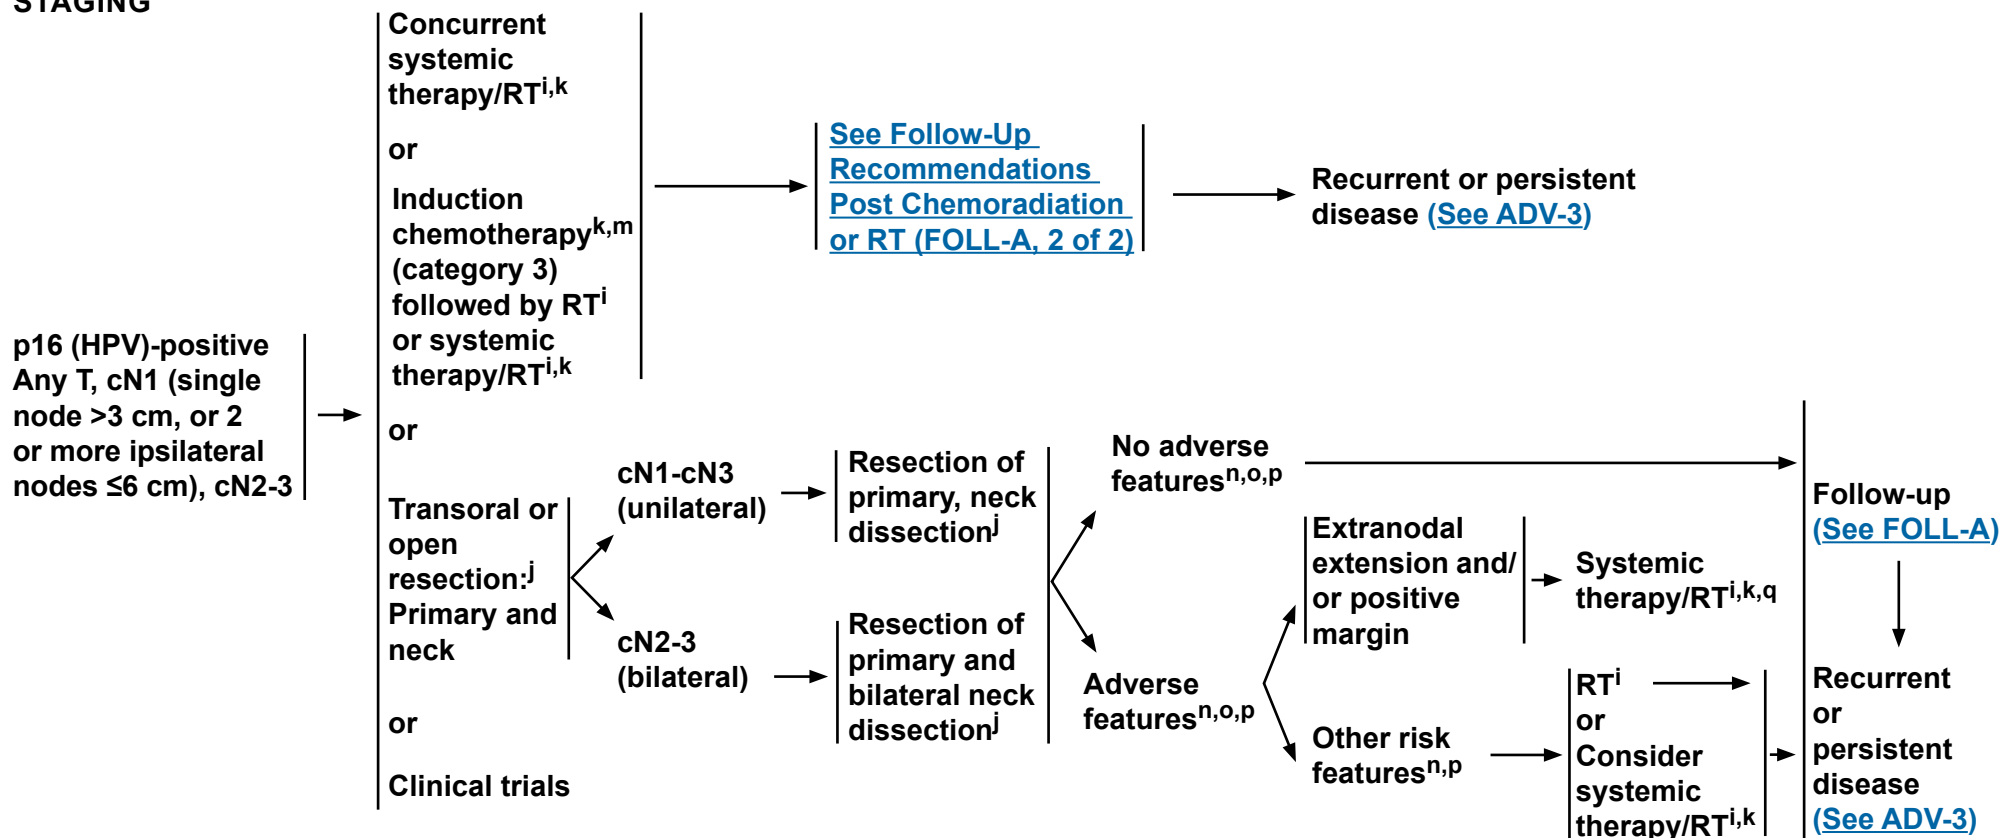 STAGING
p16 (HPV)-positive
Any T, cN1 (single
node >3 cm, or 2
or more ipsilateral
nodes ≤6 cm), cN2-3
Concurrent
systemic
therapy/RTi,k
or
Induction
chemotherapyk,m
(category 3)
followed by RTi
or systemic
therapy/RTi,k
or
Transoral or
open
resection:j
Primary and
neck
or
Clinical trials
See Follow-Up
Recommendations
Post Chemoradiation
or RT (FOLL-A, 2 of 2)
Recurrent or persistent
disease (See ADV-3)
cN1-cN3
(unilateral)
cN2-3
(bilateral)
Resection of
primary, neck
dissectionj
Resection of
primary and
bilateral neck
dissectionj
No adverse
featuresn,o,p
Adverse
featuresn,o,p
Extranodal
extension and/
or positive
margin
Systemic
therapy/RTi,k,q
Other risk
featuresn,p
RTi
or
Consider
systemic
therapy/RTi,k
Follow-up
(See FOLL-A)
Recurrent
or
persistent
disease
(See ADV-3)